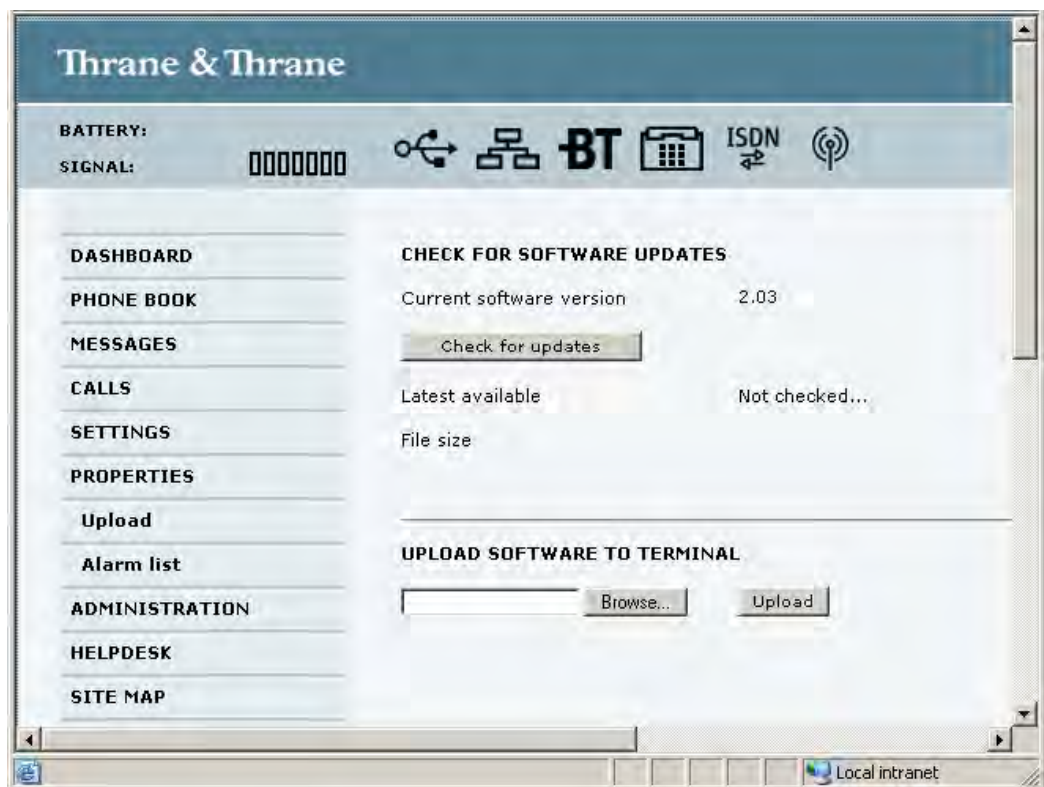 Thrane & Thrane
BATTERY:
SIGNAL:
BT
ISDN
DASHBOARD
PHONE BOOK
MESSAGES
CALLS
SETTINGS
PROPERTIES
Upload
Alarm list
ADMINISTRATION
HELPDESK
SITE MAP
CHECK FOR SOFTWARE UPDATES
Current software version 2.03
Check for updates
Latest available Not checked...
File size
UPLOAD SOFTWARE TO TERMINAL
Browse... Upload
Local intranet